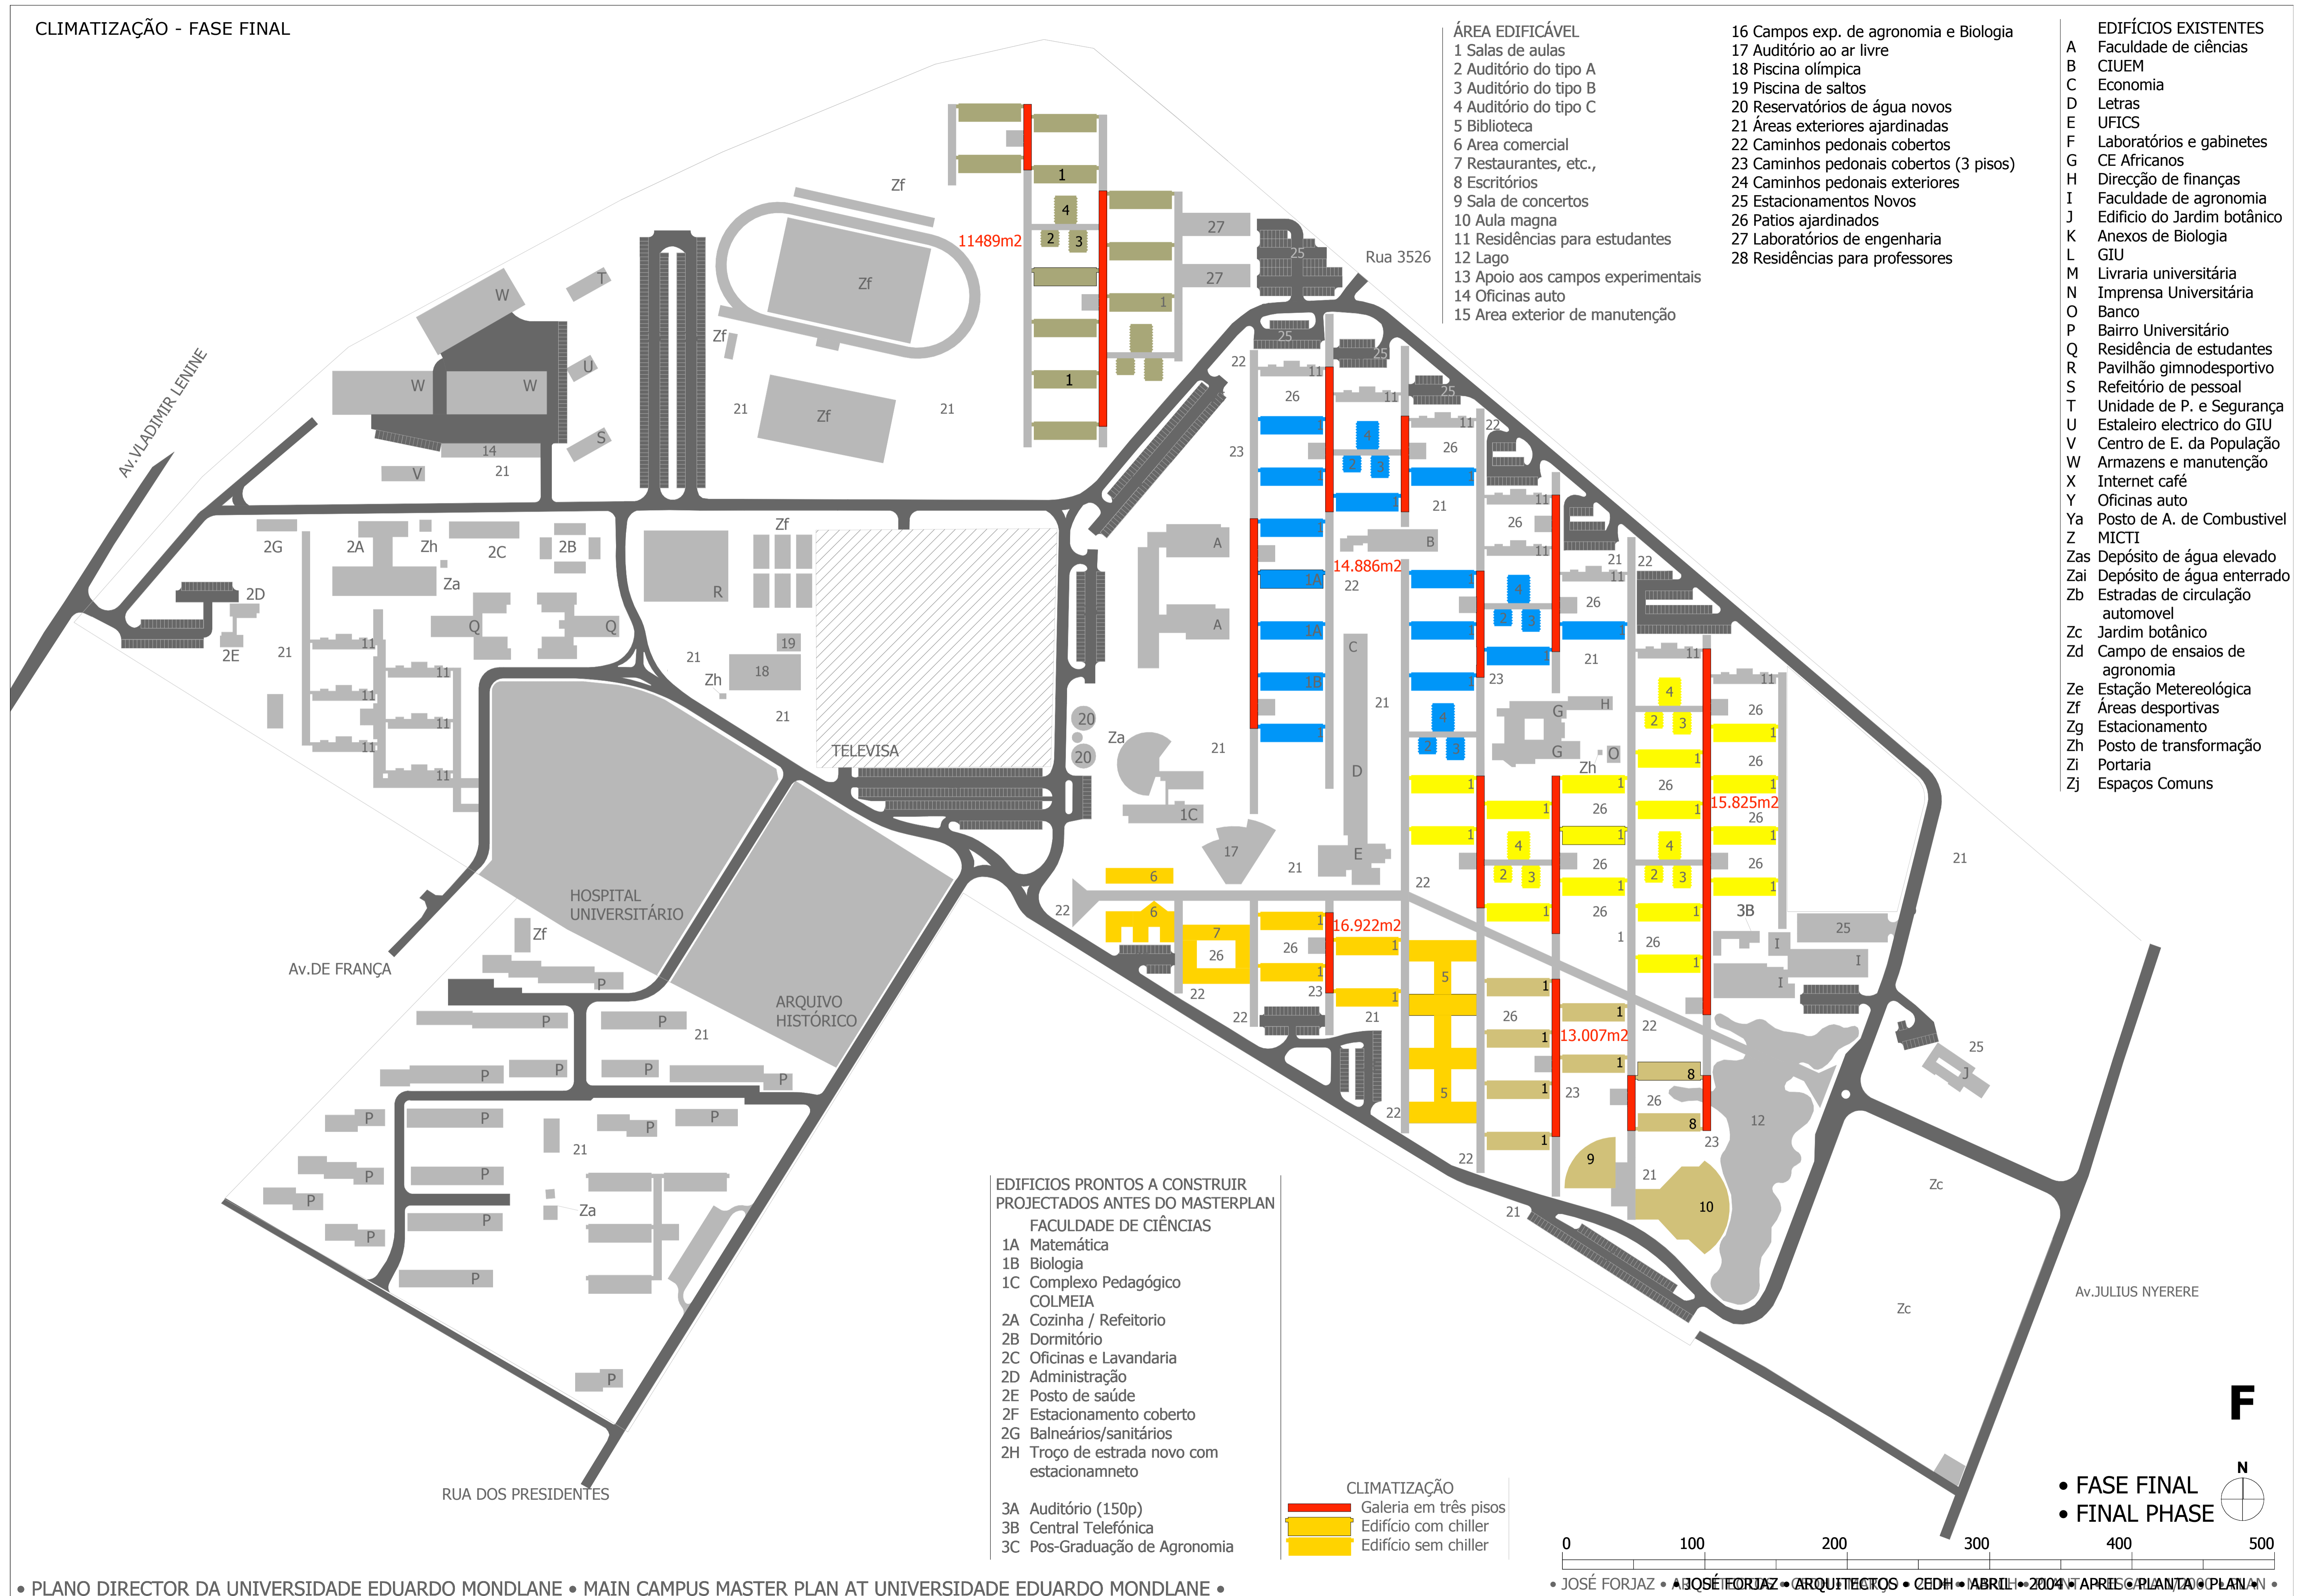 CLIMATIZAÇÃO - FASE FINAL
ÁREA EDIFICÁVEL
1 Salas de aulas
2 Auditório do tipo A
3 Auditório do tipo B
4 Auditório do tipo C
5 Biblioteca
6 Area comercial
7 Restaurantes, etc.,
8 Escritórios
9 Sala de concertos
10 Aula magna
11 Residências para estudantes
12 Lago
13 Apoio aos campos experimentais
14 Oficinas auto
15 Area exterior de manutenção
16 Campos exp. de agronomia e Biologia
17 Auditório ao ar livre
18 Piscina olímpica
19 Piscina de saltos
20 Reservatórios de água novos
21 Áreas exteriores ajardinadas
22 Caminhos pedonais cobertos
23 Caminhos pedonais cobertos (3 pisos)
24 Caminhos pedonais exteriores
25 Estacionamentos Novos
26 Patios ajardinados
27 Laboratórios de engenharia
28 Residências para professores
EDIFÍCIOS EXISTENTES
A Faculdade de ciências
B CIUEM
C Economia
D Letras
E UFICS
F Laboratórios e gabinetes
G CE Africanos
H Direcção de finanças
I Faculdade de agronomia
J Edificio do Jardim botânico
K Anexos de Biologia
L GIU
M Livraria universitária
N Imprensa Universitária
O Banco
P Bairro Universitário
Q Residência de estudantes
R Pavilhão gimnodesportivo
S Refeitório de pessoal
T Unidade de P. e Segurança
U Estaleiro electrico do GIU
V Centro de E. da População
W Armazens e manutenção
X Internet café
Y Oficinas auto
Ya Posto de A. de Combustivel
Z MICTI
Zas Depósito de água elevado
Zai Depósito de água enterrado
Zb Estradas de circulação
automovel
Zc Jardim botânico
Zd Campo de ensaios de
agronomia
Ze Estação Metereológica
Zf Áreas desportivas
Zg Estacionamento
Zh Posto de transformação
Zi Portaria
Zj Espaços Comuns
Av.VLADIMIR LENINE
Rua 3526
11489m2
14.886m2
15.825m2
16.922m2
13.007m2
TELEVISA
HOSPITAL
UNIVERSITÁRIO
ARQUIVO
HISTÓRICO
Av.DE FRANÇA
RUA DOS PRESIDENTES
Av.JULIUS NYERERE
EDIFICIOS PRONTOS A CONSTRUIR
PROJECTADOS ANTES DO MASTERPLAN
FACULDADE DE CIÊNCIAS
1A Matemática
1B Biologia
1C Complexo Pedagógico
COLMEIA
2A Cozinha / Refeitorio
2B Dormitório
2C Oficinas e Lavandaria
2D Administração
2E Posto de saúde
2F Estacionamento coberto
2G Balneários/sanitários
2H Troço de estrada novo com
estacionamneto
3A Auditório (150p)
3B Central Telefónica
3C Pos-Graduação de Agronomia
CLIMATIZAÇÃO
Galeria em três pisos
Edifício com chiller
Edifício sem chiller
F
N
• FASE FINAL
• FINAL PHASE
0 100 200 300 400 500
• PLANO DIRECTOR DA UNIVERSIDADE EDUARDO MONDLANE • MAIN CAMPUS MASTER PLAN AT UNIVERSIDADE EDUARDO MONDLANE •
• JOSÉ FORJAZ • ARQUITECTOS • CEDH • ABRIL • 2004 • APRIL • PLANTA • PLAN •